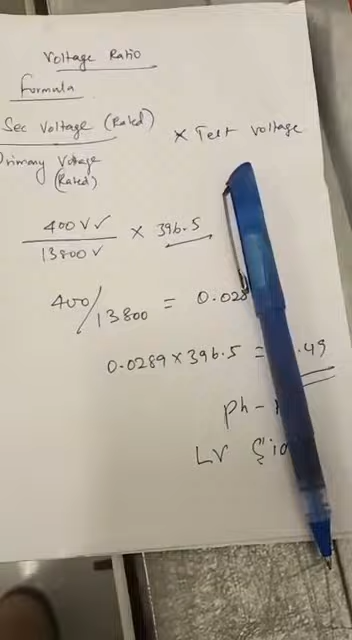 Voltage Ratio
Formula
Sec Voltage (Rated) × Test Voltage
Primary Voltage
(Rated)
400 V × 396.5
13800 V
400/13800 = 0.028
0.0289 × 396.5 = .49
Ph -
LV